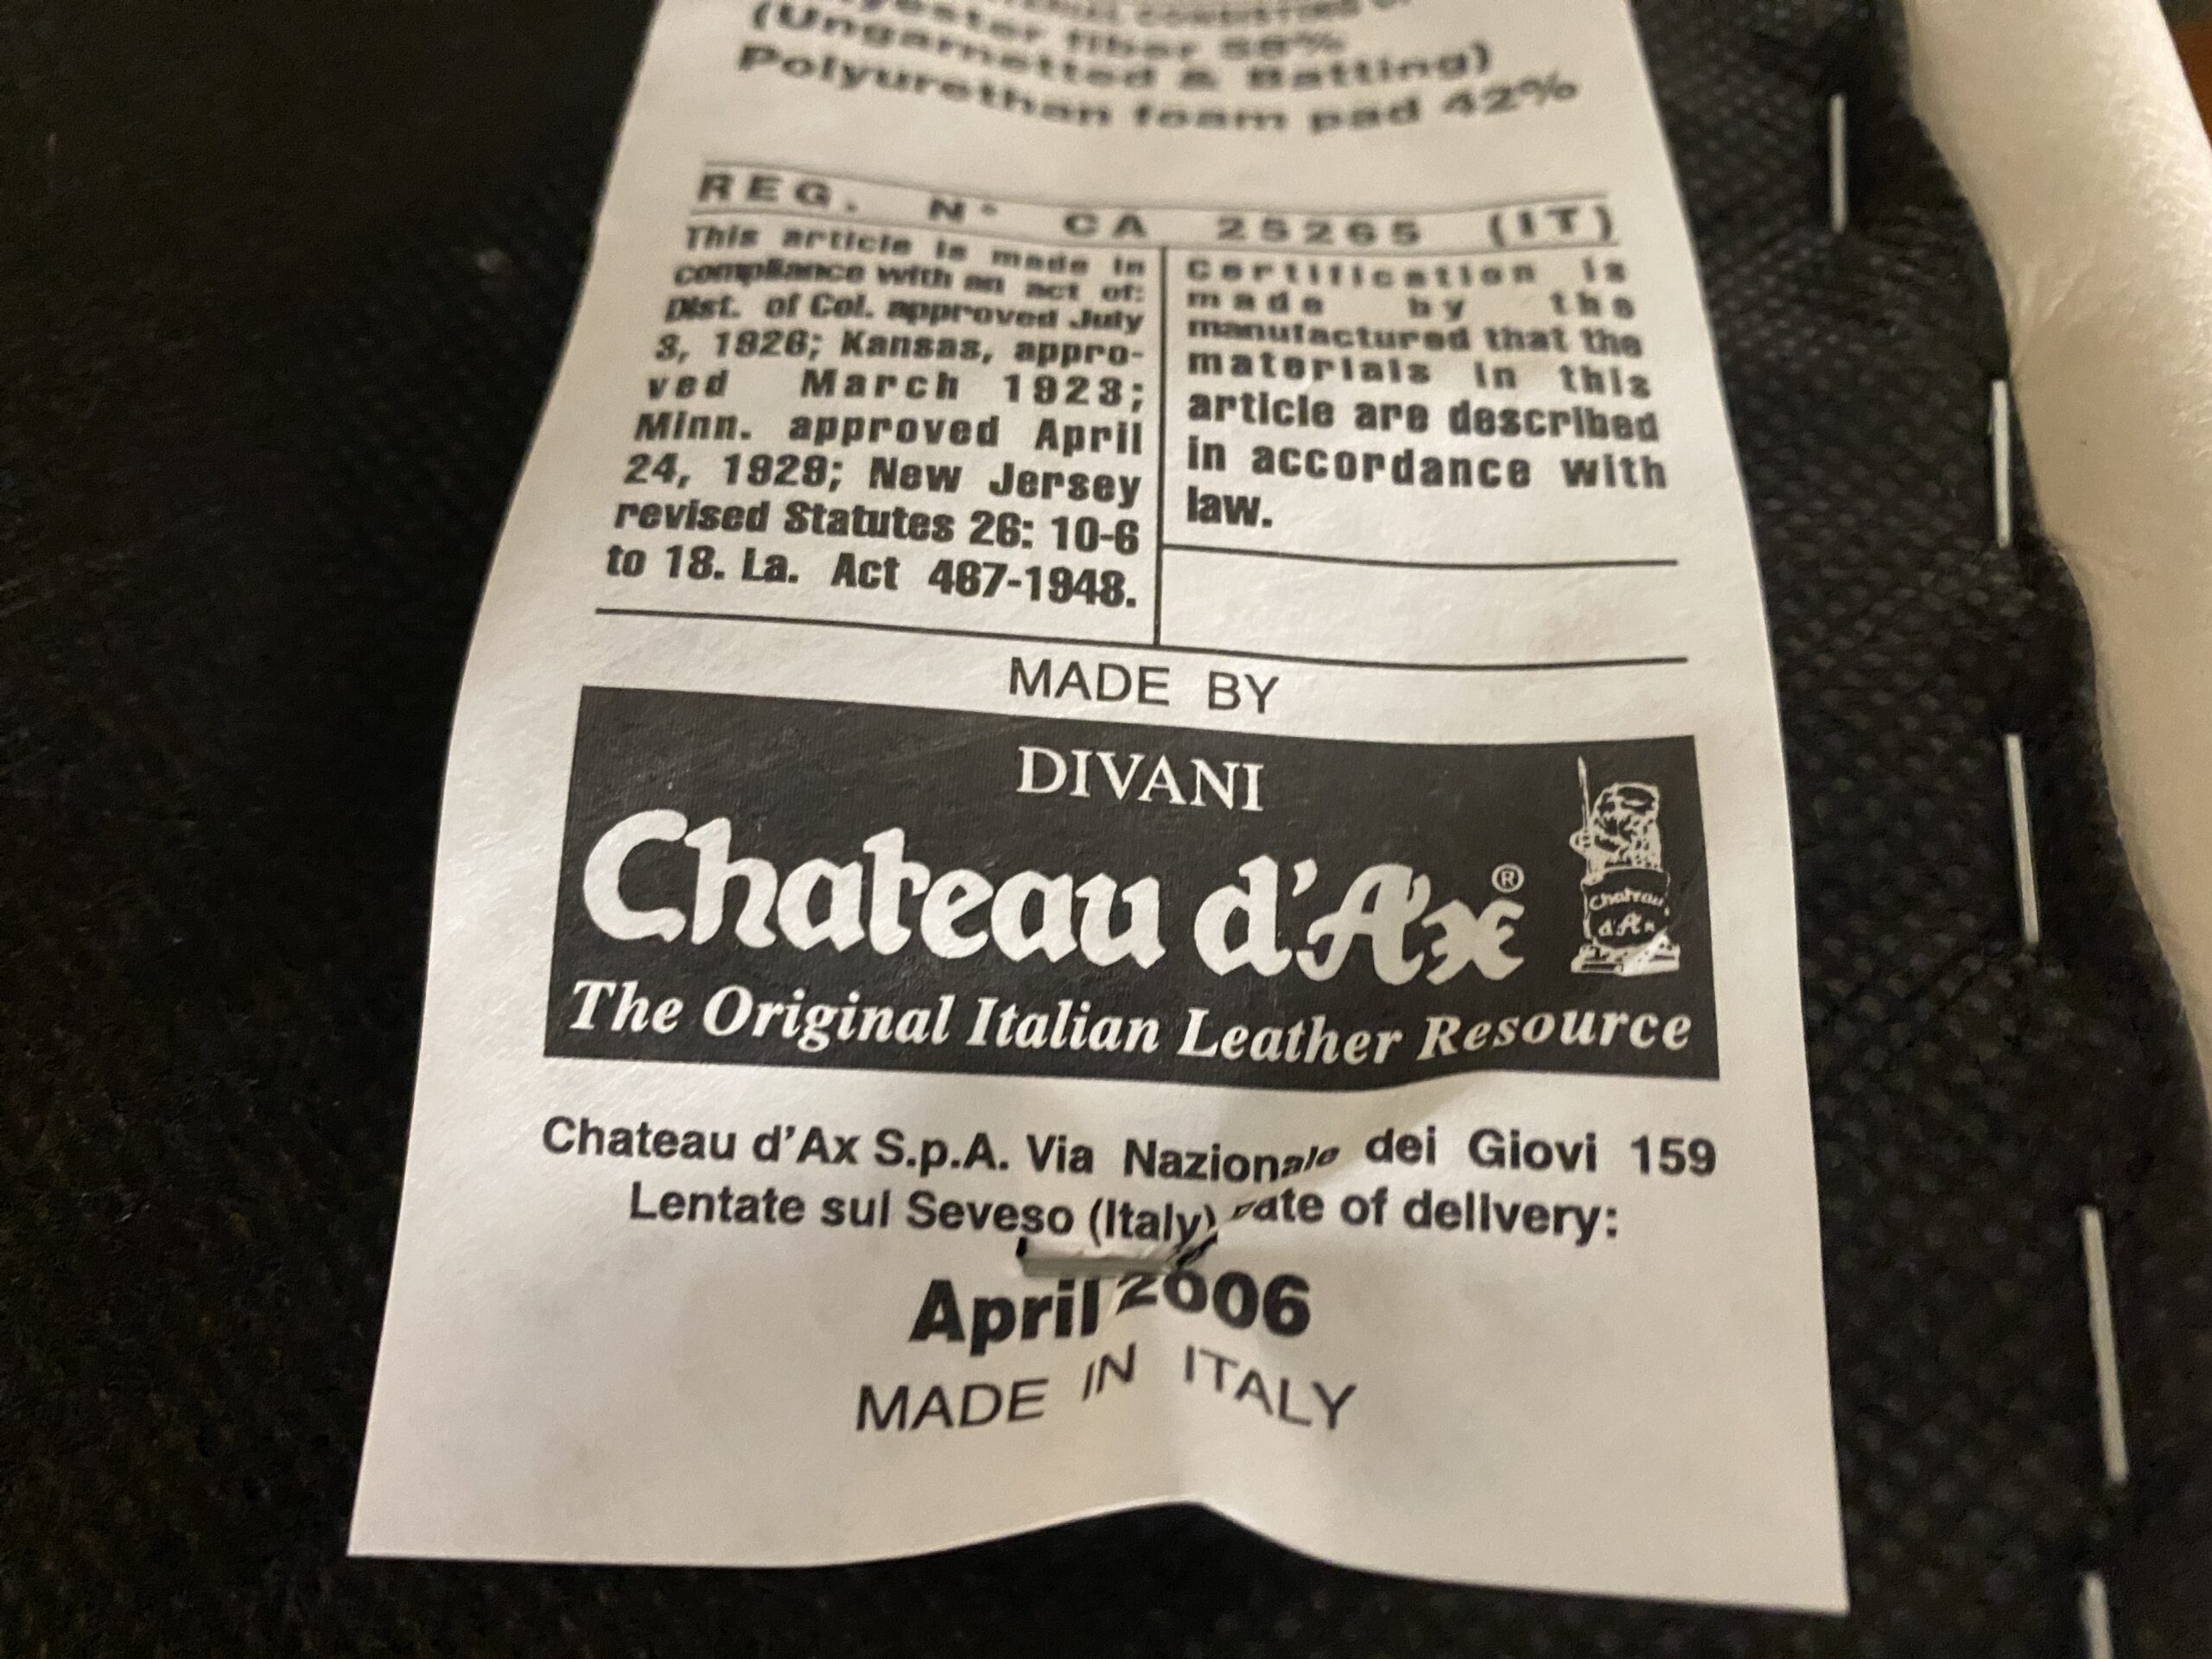 fiber 58%
(Ungarnetted & Batting)
Polyurethan foam pad 42%
REG. N° CA 25265 (IT)
This article is made in
compliance with an act of:
Dist. of Col. approved July
3, 1926; Kansas, appro-
ved March 1923;
Minn. approved April
24, 1929; New Jersey
revised Statutes 26: 10-6
to 18. La. Act 467-1948.
Certification is
made by the
manufactured that the
materials in this
article are described
in accordance with
law.
MADE BY
DIVANI
Chateau d'Ax®
Chateau
d'Ax
The Original Italian Leather Resource
Chateau d'Ax S.p.A. Via Nazionale dei Giovi 159
Lentate sul Seveso (Italy) Date of delivery:
April 2006
MADE IN ITALY